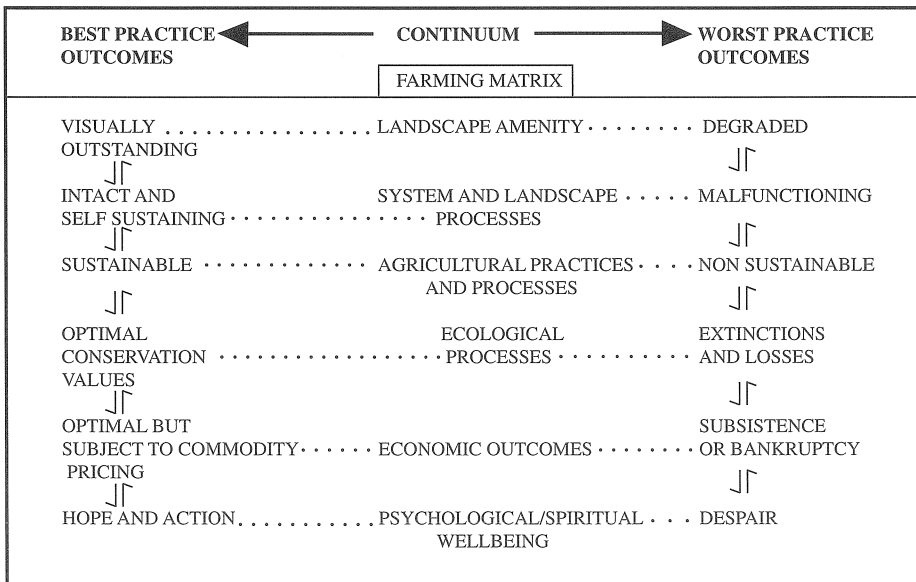 BEST PRACTICE CONTINUUM WORST PRACTICE
OUTCOMES OUTCOMES
FARMING MATRIX
VISUALLY LANDSCAPE AMENITY DEGRADED
OUTSTANDING
INTACT AND SYSTEM AND LANDSCAPE MALFUNCTIONING
SELF SUSTAINING PROCESSES
SUSTAINABLE AGRICULTURAL PRACTICES NON SUSTAINABLE
AND PROCESSES
OPTIMAL ECOLOGICAL EXTINCTIONS
CONSERVATION PROCESSES AND LOSSES
VALUES
OPTIMAL BUT SUBSISTENCE
SUBJECT TO COMMODITY ECONOMIC OUTCOMES OR BANKRUPTCY
PRICING
HOPE AND ACTION PSYCHOLOGICAL/SPIRITUAL DESPAIR
WELLBEING